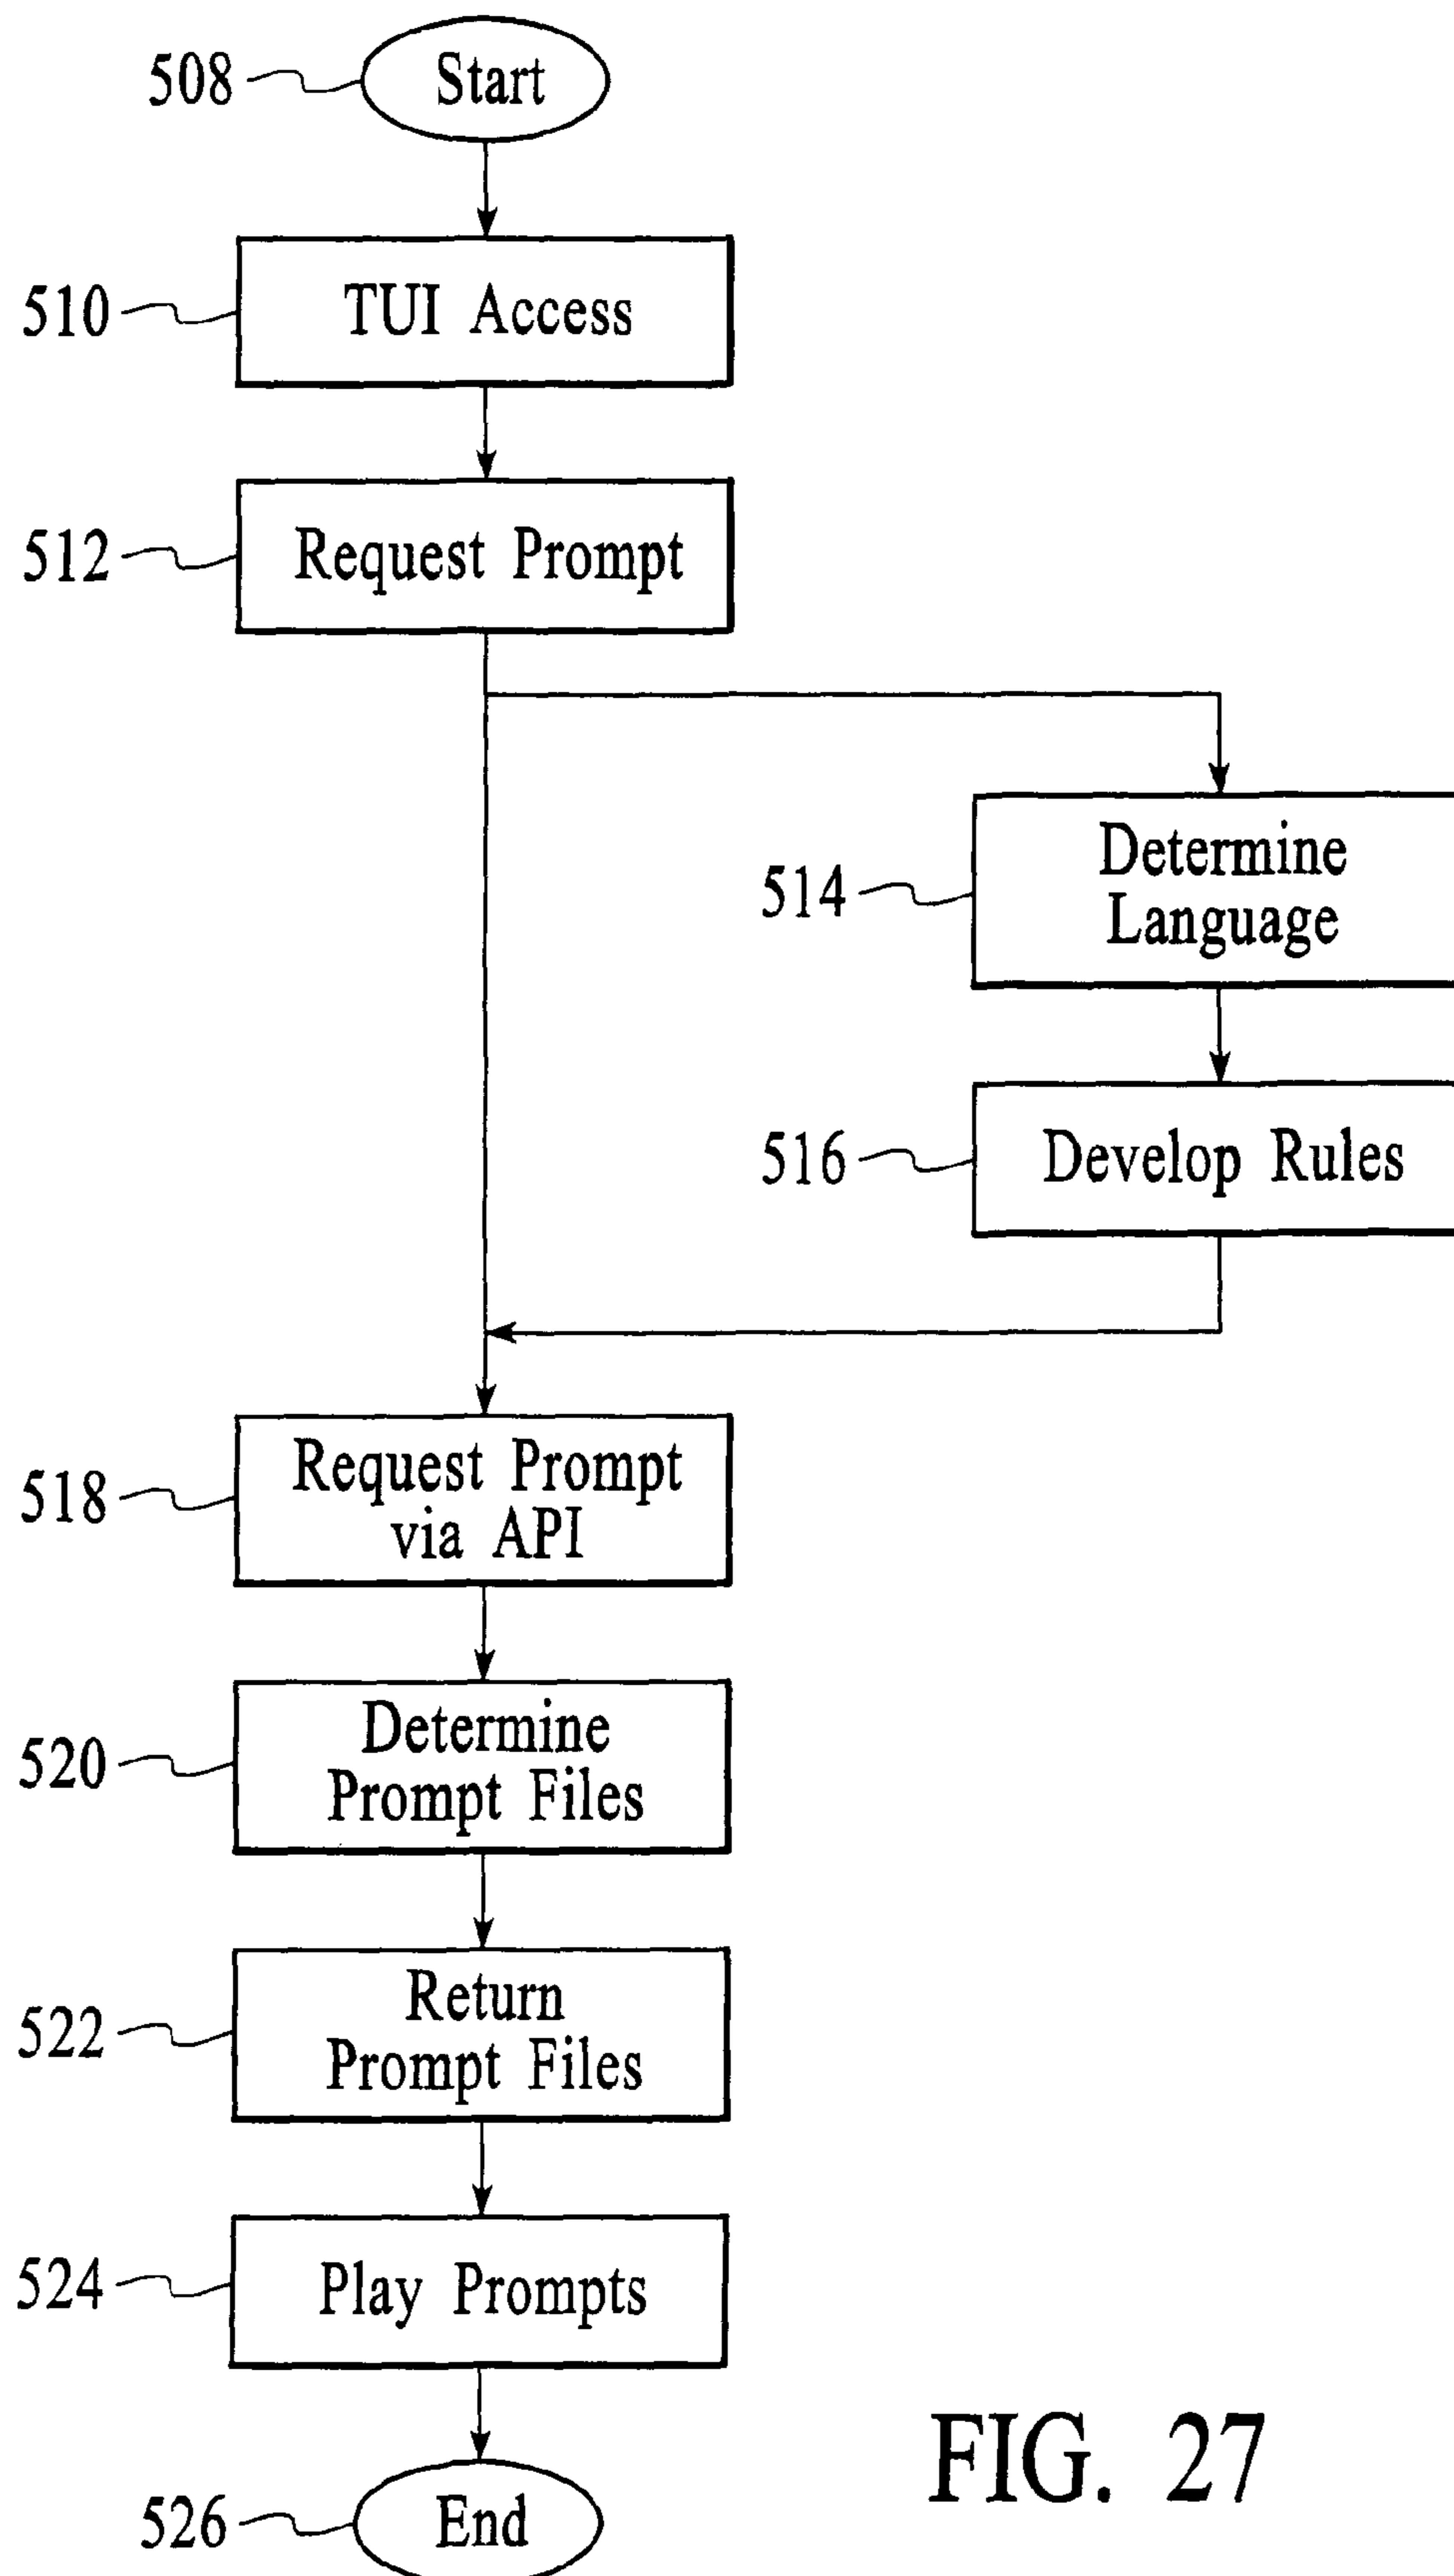 508 Start
510 TUI Access
512 Request Prompt
514 Determine
Language
516 Develop Rules
518 Request Prompt
via API
520 Determine
Prompt Files
522 Return
Prompt Files
524 Play Prompts
526 End
FIG. 27